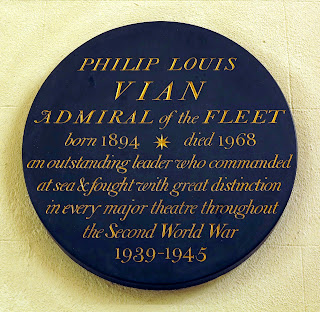 PHILIP LOUIS
VIAN
ADMIRAL of the FLEET
born 1894 ✷ died 1968
an outstanding leader who commanded
at sea & fought with great distinction
in every major theatre throughout
the Second World War
1939-1945